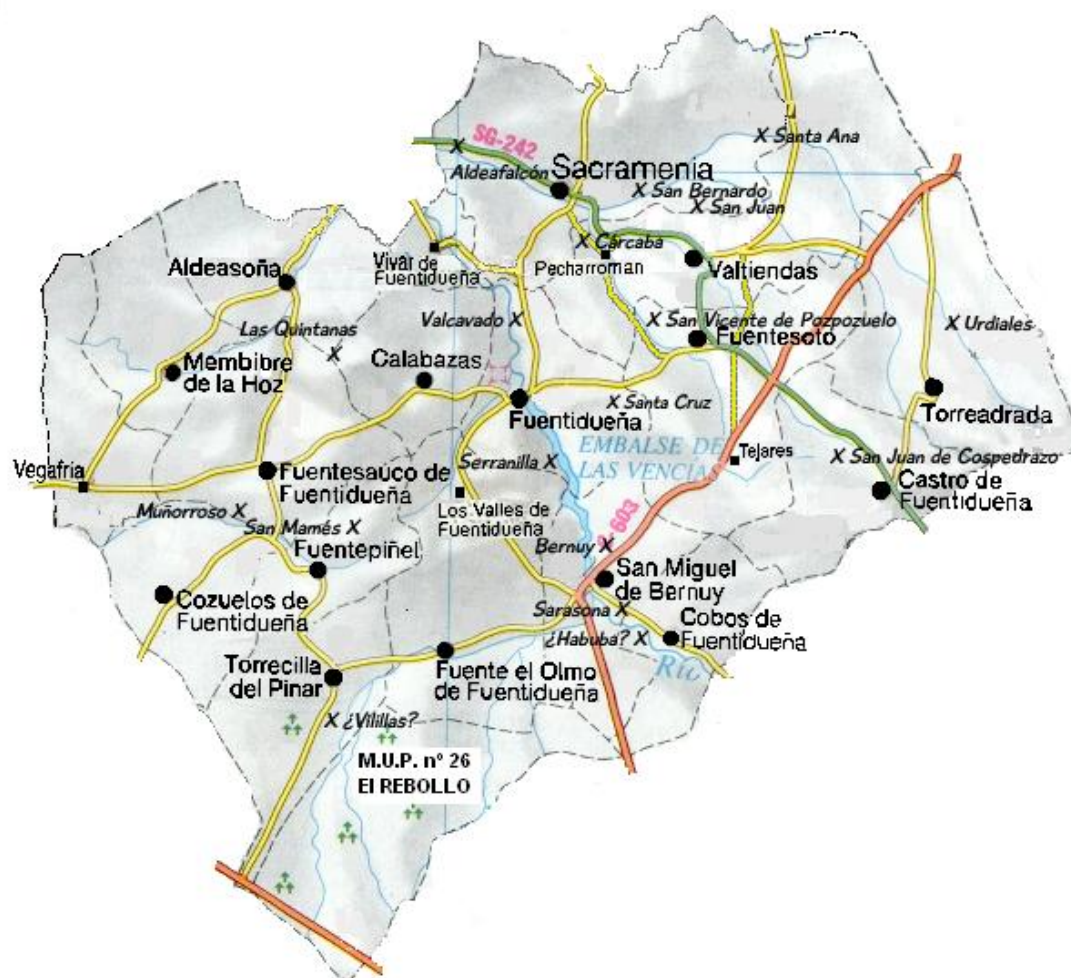 SG-242
X Santa Ana
Aldeafalcón
Sacramenia
X San Bernardo
X San Juan
X Cárcaba
Vivar de
Fuentidueña
Pecharroman
Valtiendas
Aldeasoña
Valcavado X
X San Vicente de Pozpozuelo
X Urdiales
Las Quintanas
Fuentesoto
Calabazas
Membibre
de la Hoz
Fuentidueña
X Santa Cruz
Torreadrada
EMBALSE DE
LAS VENCIAS
Tejares
Vegafria
Serranilla X
X San Juan de Cospedrazo
Fuentesaúco de
Fuentidueña
Castro de
Fuentidueña
Muñorroso X
Los Valles de
Fuentidueña
San Mamés X
603
Fuentepiñel
Bernuy X
San Miguel
de Bernuy
Cozuelos de
Fuentidueña
Sarasona X
Cobos de
Fuentidueña
¿Habuba? X
Río
Torrecilla
del Pinar
Fuente el Olmo
de Fuentidueña
X ¿Vilillas?
M.U.P. nº 26
El REBOLLO